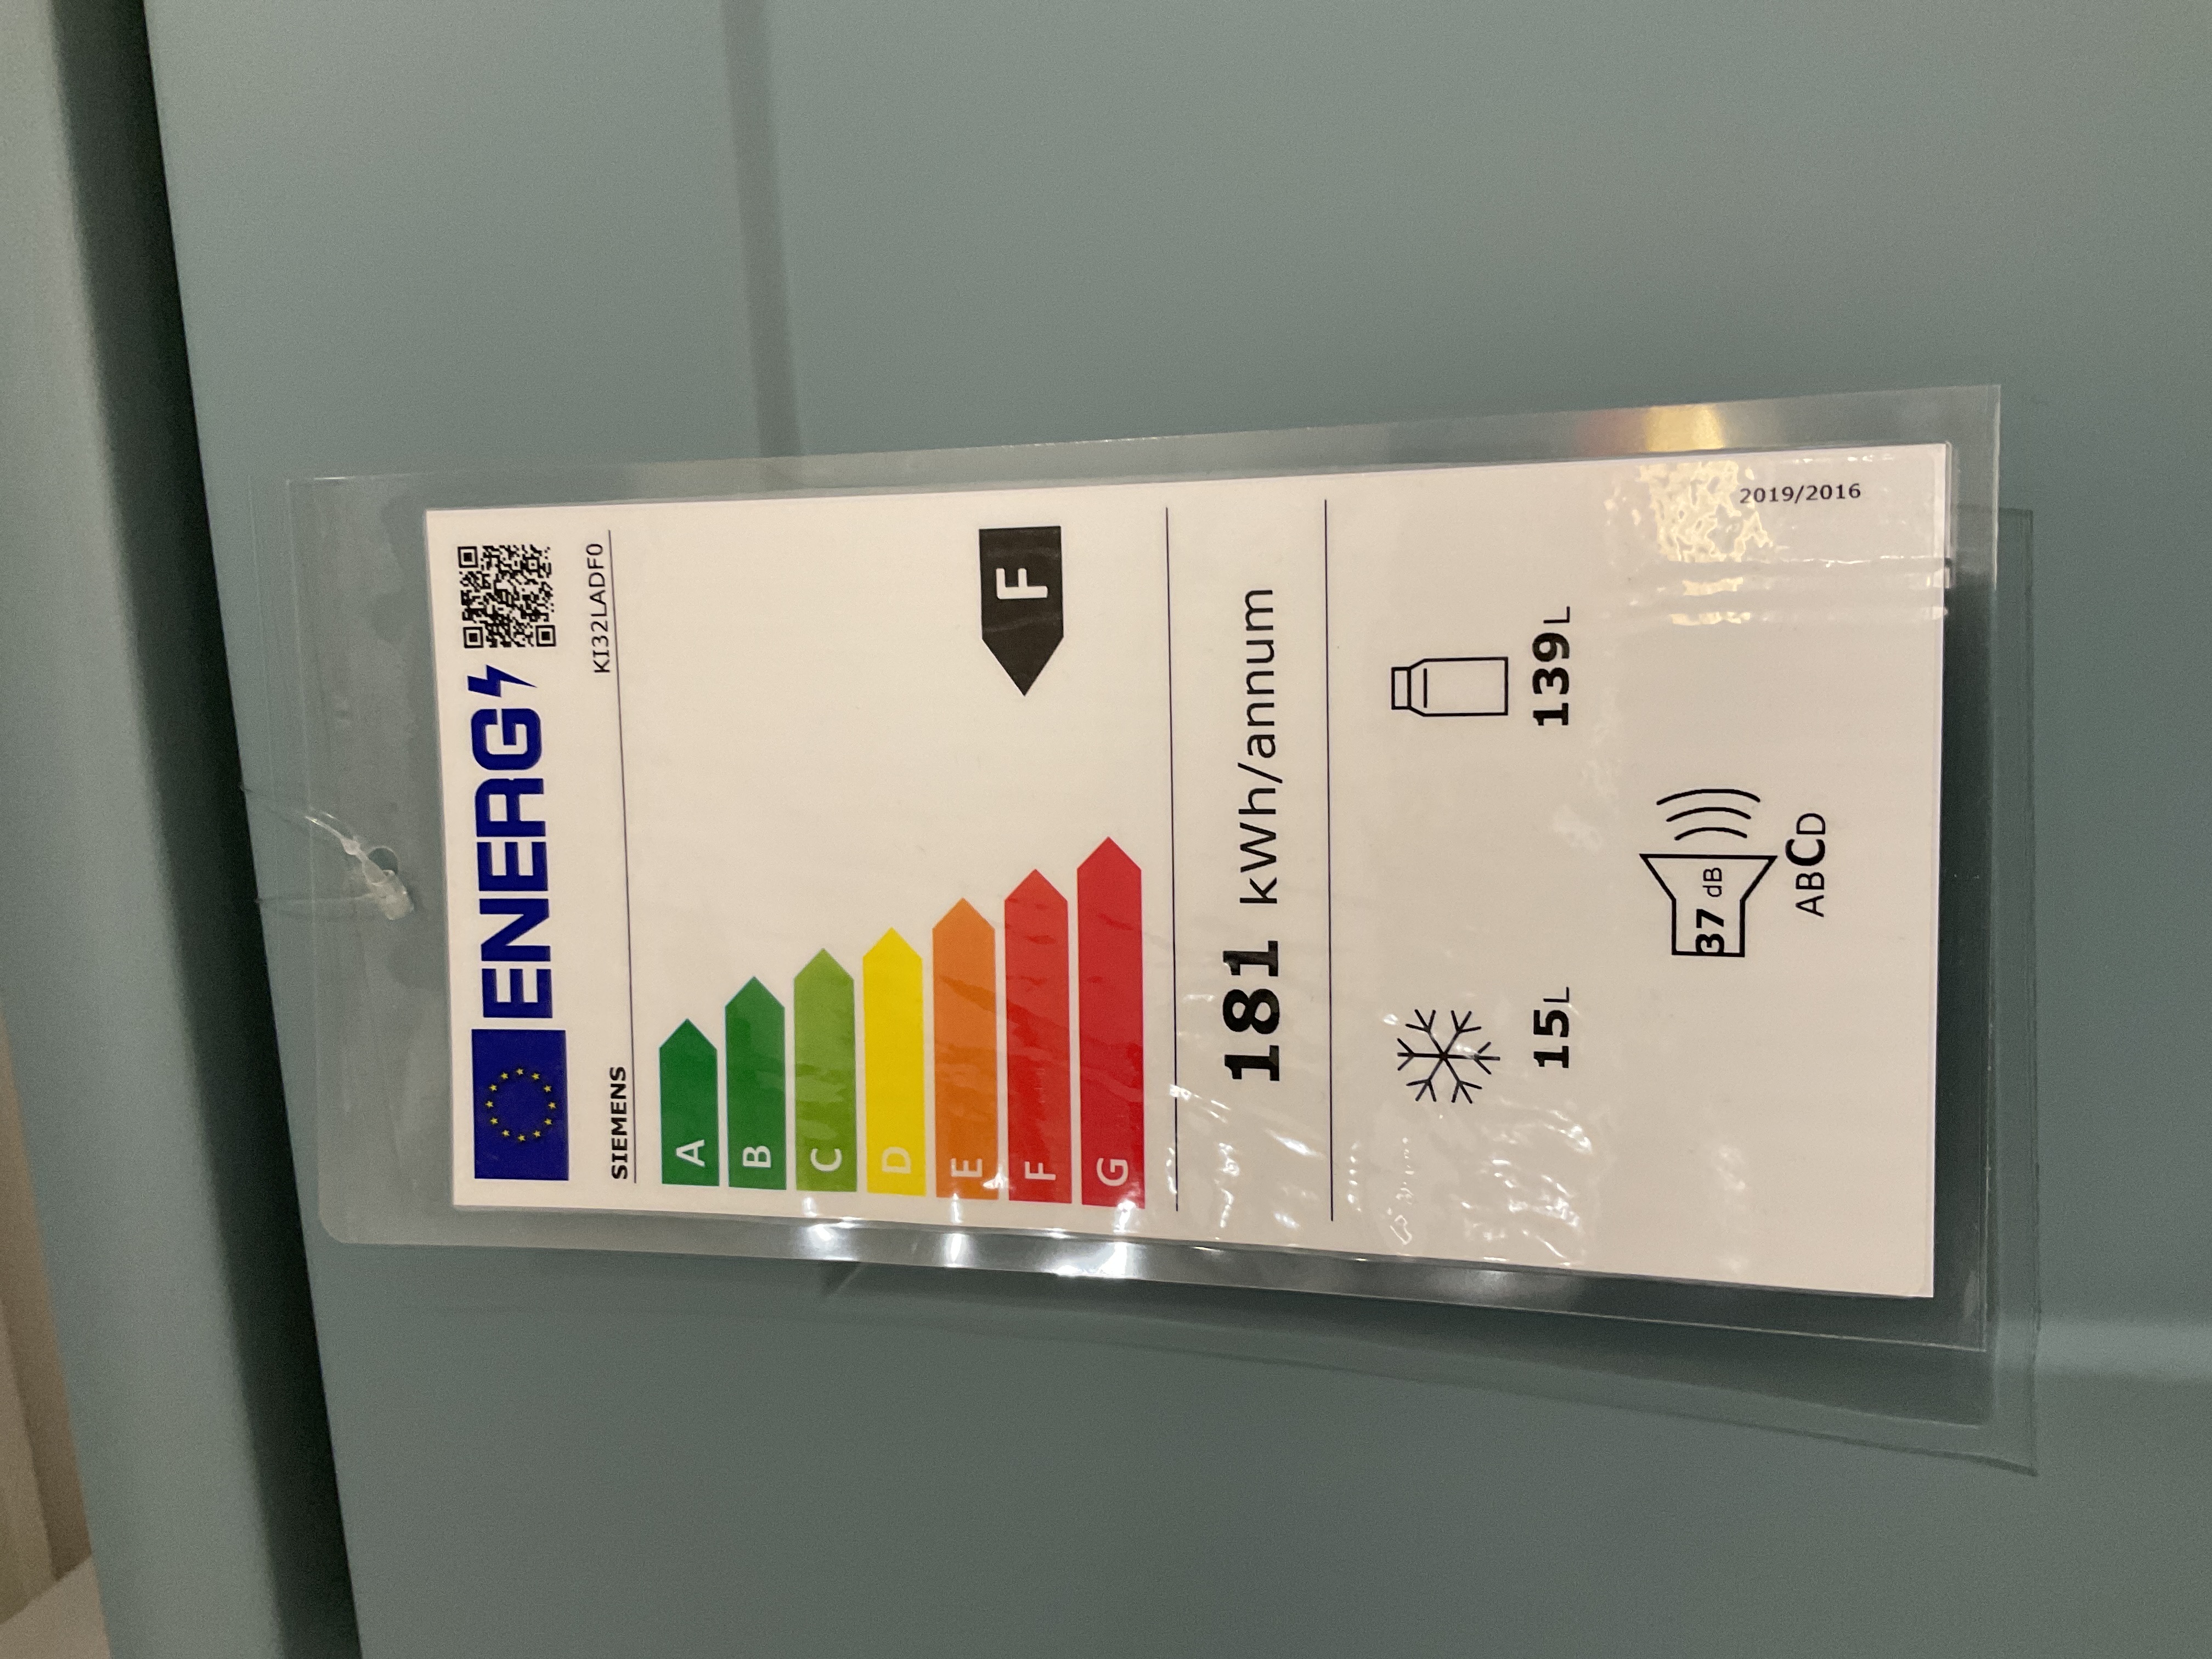 ENERG
SIEMENS KI32LADF0
A
B
C
D
E
F
G
F
181 kWh/annum
15L 139L
37 dB
ABCD
2019/2016